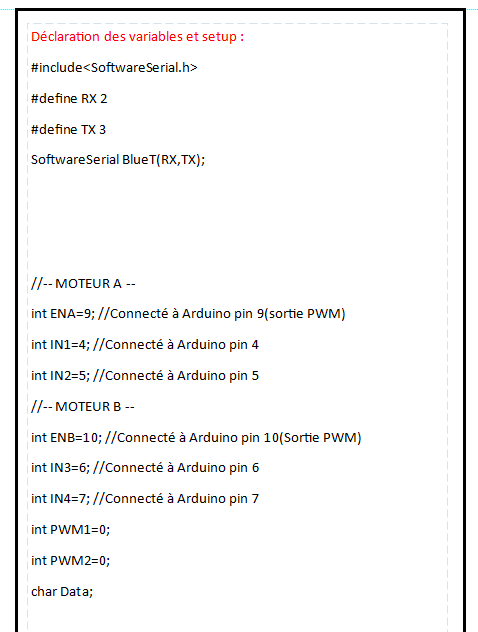 Déclaration des variables et setup :
#include<SoftwareSerial.h>
#define RX 2
#define TX 3
SoftwareSerial BlueT(RX,TX);
//-- MOTEUR A --
int ENA=9; //Connecté à Arduino pin 9(sortie PWM)
int IN1=4; //Connecté à Arduino pin 4
int IN2=5; //Connecté à Arduino pin 5
//-- MOTEUR B --
int ENB=10; //Connecté à Arduino pin 10(Sortie PWM)
int IN3=6; //Connecté à Arduino pin 6
int IN4=7; //Connecté à Arduino pin 7
int PWM1=0;
int PWM2=0;
char Data;